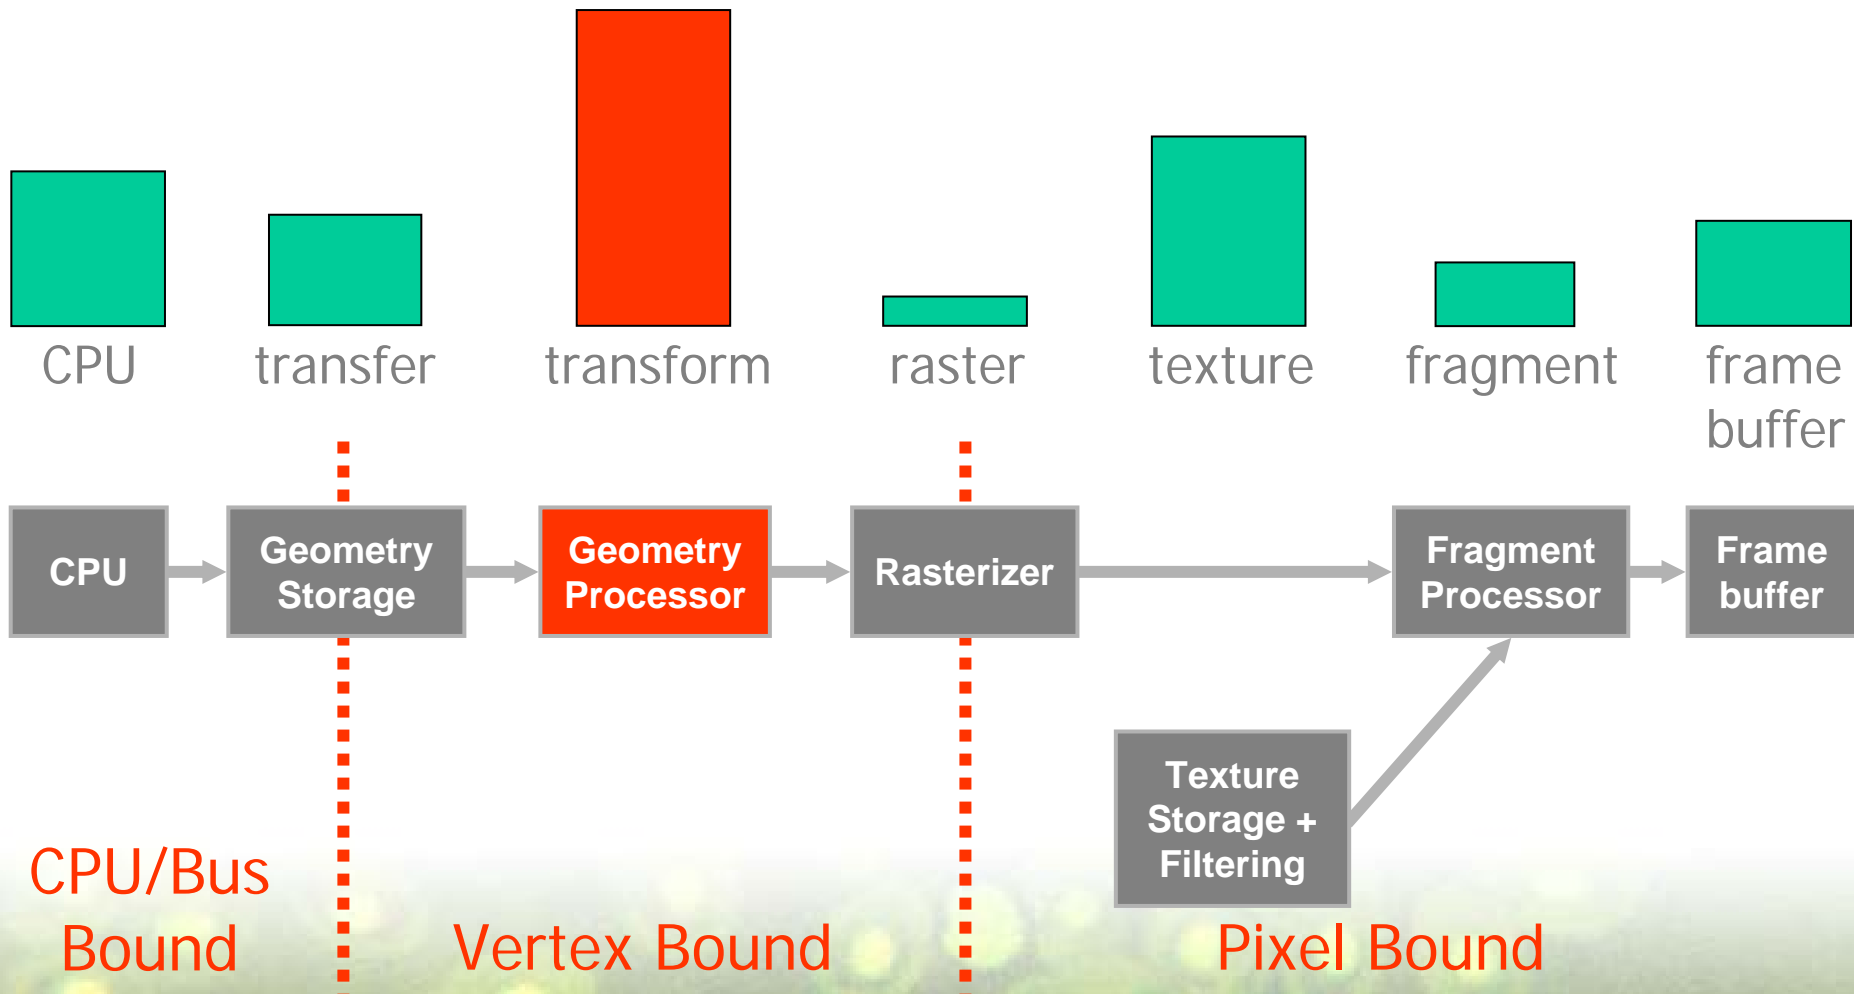 CPU
transfer
transform
raster
texture
fragment
frame
buffer
CPU
Geometry
Storage
Geometry
Processor
Rasterizer
Fragment
Processor
Frame
buffer
Texture
Storage +
Filtering
CPU/Bus
Bound
Vertex Bound
Pixel Bound